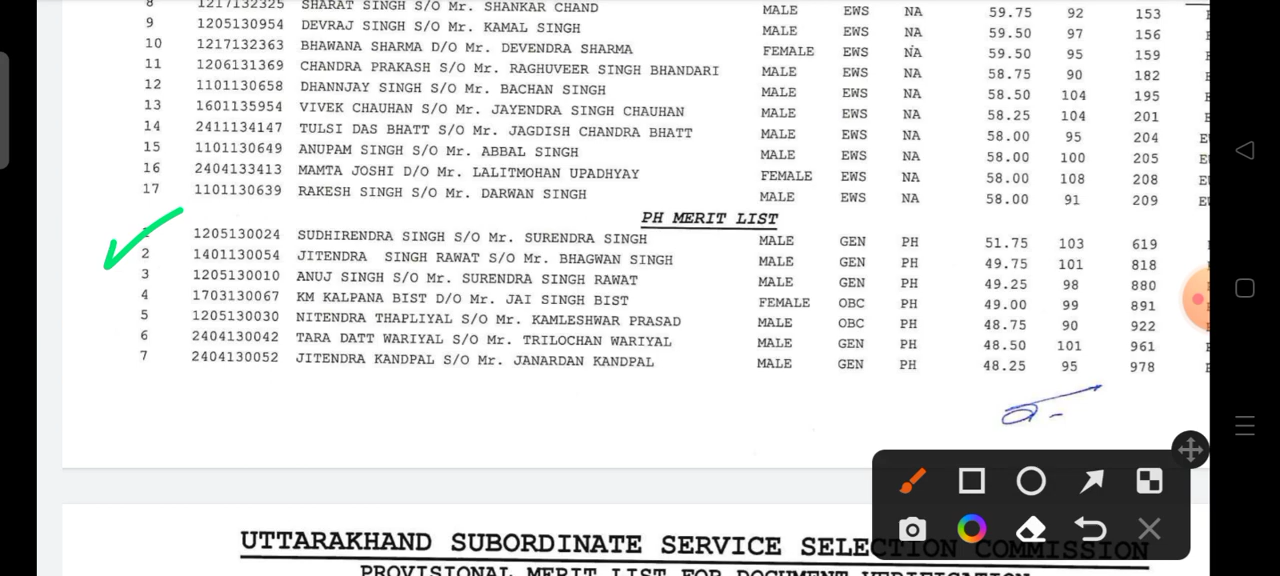 8 1217132325 SHARAT SINGH S/O Mr. SHANKAR CHAND MALE EWS NA 59.75 92 153
9 1205130954 DEVRAJ SINGH S/O Mr. KAMAL SINGH MALE EWS NA 59.50 97 156
10 1217132363 BHAWANA SHARMA D/O Mr. DEVENDRA SHARMA FEMALE EWS NA 59.50 95 159
11 1206131369 CHANDRA PRAKASH S/O Mr. RAGHUVEER SINGH BHANDARI MALE EWS NA 58.75 90 182
12 1101130658 DHANNJAY SINGH S/O Mr. BACHAN SINGH MALE EWS NA 58.50 104 195
13 1601135954 VIVEK CHAUHAN S/O Mr. JAYENDRA SINGH CHAUHAN MALE EWS NA 58.25 104 201
14 2411134147 TULSI DAS BHATT S/O Mr. JAGDISH CHANDRA BHATT MALE EWS NA 58.00 95 204
15 1101130649 ANUPAM SINGH S/O Mr. ABBAL SINGH MALE EWS NA 58.00 100 205
16 2404133413 MAMTA JOSHI D/O Mr. LALITMOHAN UPADHYAY FEMALE EWS NA 58.00 108 208
17 1101130639 RAKESH SINGH S/O Mr. DARWAN SINGH MALE EWS NA 58.00 91 209
PH MERIT LIST
1 1205130024 SUDHIRENDRA SINGH S/O Mr. SURENDRA SINGH MALE GEN PH 51.75 103 619
2 1401130054 JITENDRA SINGH RAWAT S/O Mr. BHAGWAN SINGH MALE GEN PH 49.75 101 818
3 1205130010 ANUJ SINGH S/O Mr. SURENDRA SINGH RAWAT MALE GEN PH 49.25 98 880
4 1703130067 KM KALPANA BIST D/O Mr. JAI SINGH BIST FEMALE OBC PH 49.00 99 891
5 1205130030 NITENDRA THAPLIYAL S/O Mr. KAMLESHWAR PRASAD MALE OBC PH 48.75 90 922
6 2404130042 TARA DATT WARIYAL S/O Mr. TRILOCHAN WARIYAL MALE GEN PH 48.50 101 961
7 2404130052 JITENDRA KANDPAL S/O Mr. JANARDAN KANDPAL MALE GEN PH 48.25 95 978
UTTARAKHAND SUBORDINATE SERVICE SELECTION COMMISSION
PROVISIONAL MERIT LIST FOR DOCUMENT VERIFICATION